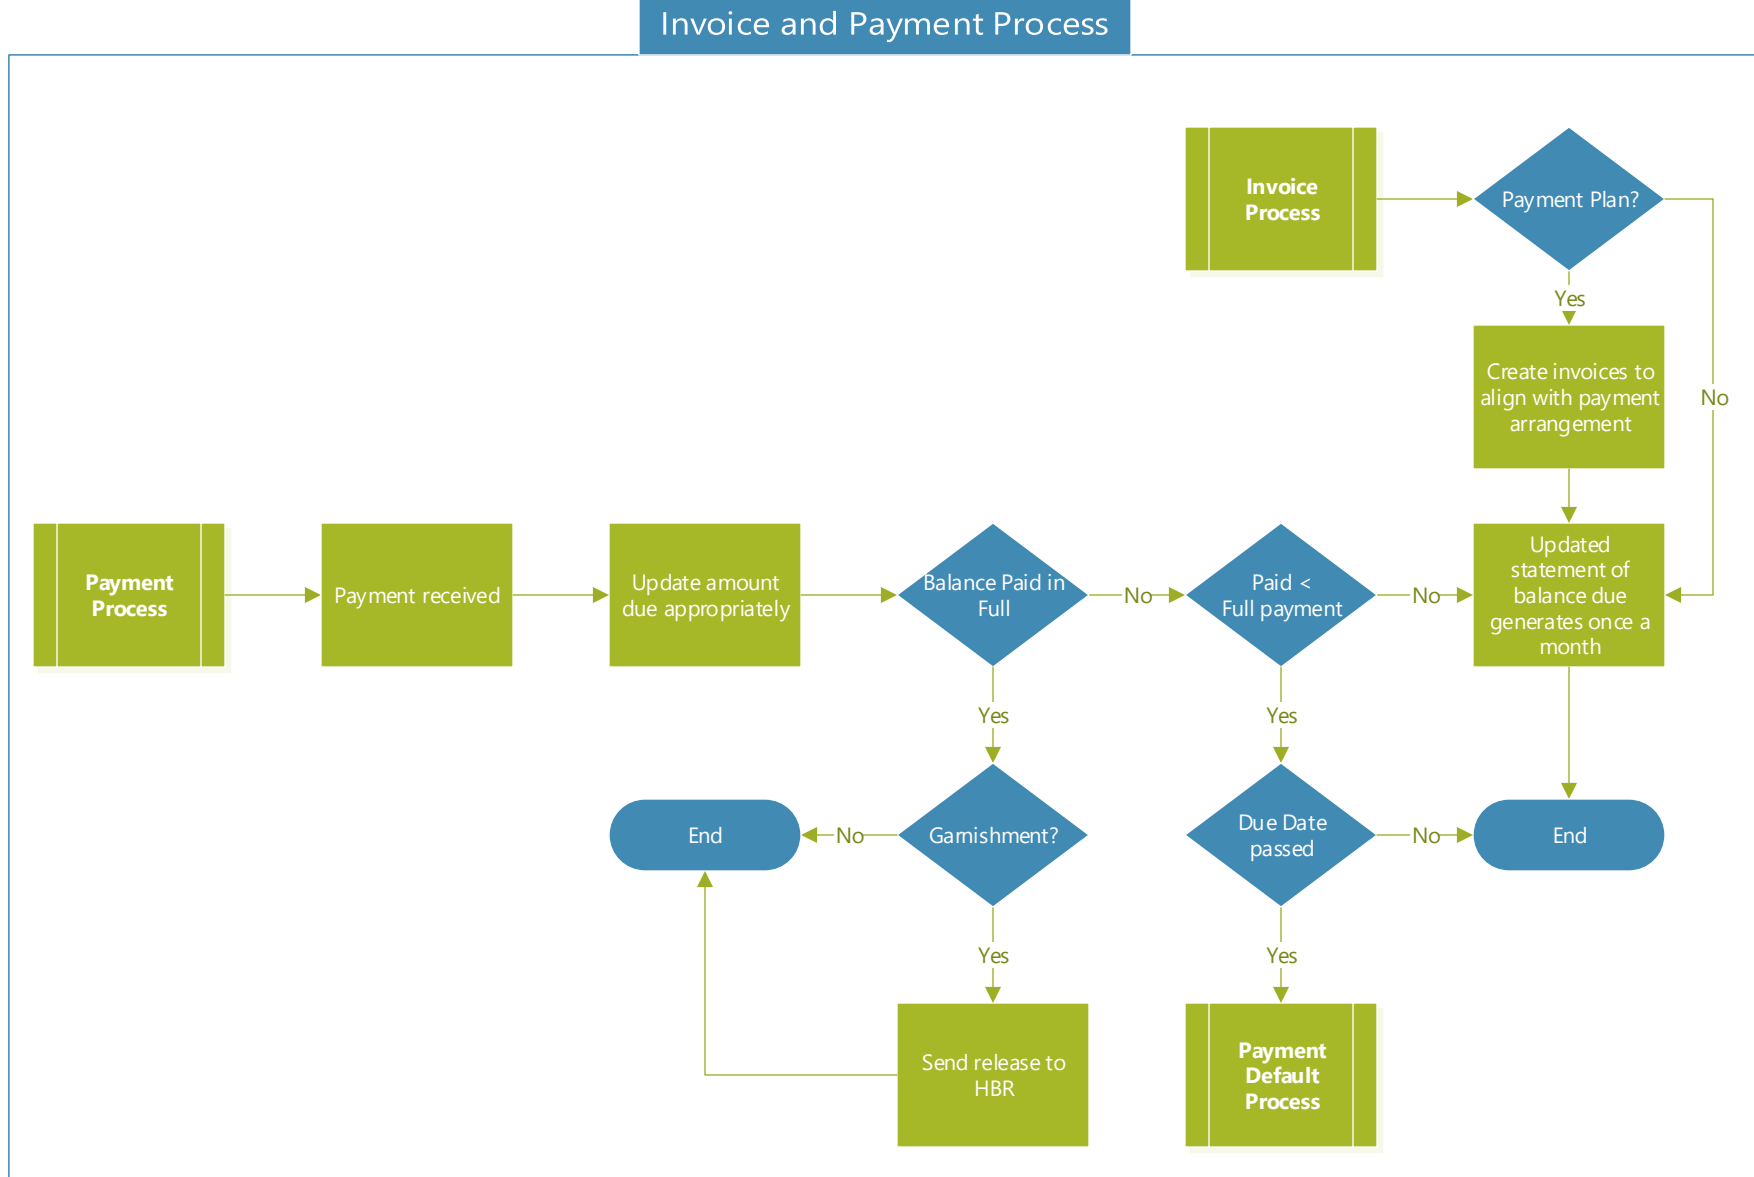 Invoice and Payment Process
Invoice
Process
Payment Plan?
Yes
No
Create invoices to
align with payment
arrangement
Payment
Process
Payment received
Update amount
due appropriately
Balance Paid in
Full
No
Paid <
Full payment
No
Updated
statement of
balance due
generates once a
month
Yes
Yes
End
No
Garnishment?
Due Date
passed
No
End
Yes
Yes
Send release to
HBR
Payment
Default
Process